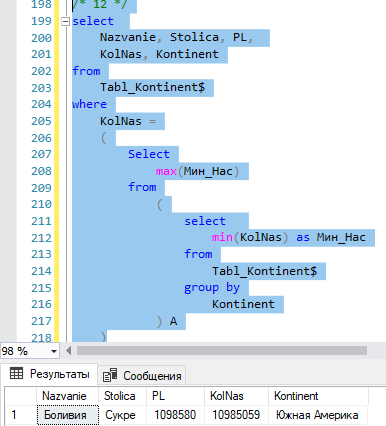 198 /* 12 */
199 select
200 Nazvanie, Stolica, PL,
201 KolNas, Kontinent
202 from
203 Tabl_Kontinent$
204 where
205 KolNas =
206 (
207 Select
208 max(Мин_Нас)
209 from
210 (
211 select
212 min(KolNas) as Мин_Нас
213 from
214 Tabl_Kontinent$
215 group by
216 Kontinent
217 ) A
218 )
98 %
Результаты Сообщения
Nazvanie Stolica PL KolNas Kontinent
1 Боливия Сукре 1098580 10985059 Южная Америка